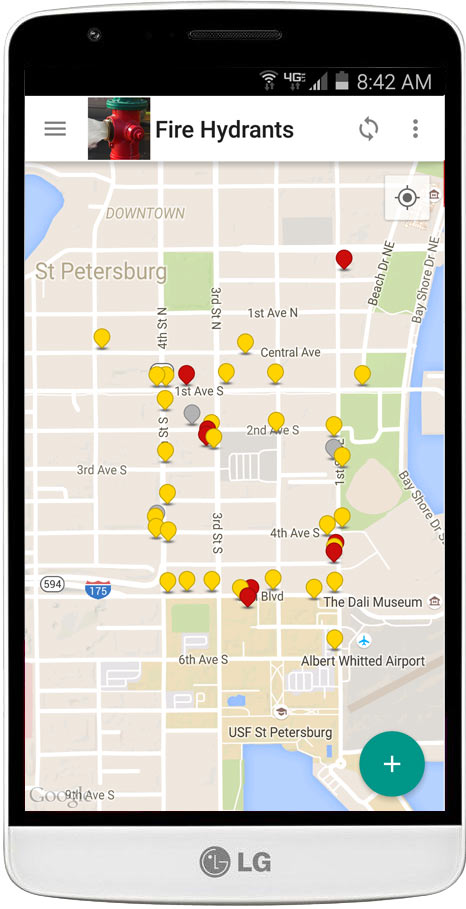 4GE
8:42 AM
Fire Hydrants
DOWNTOWN
St Petersburg
Beach Dr NE
Bay Shore Dr NE
4th St N
3rd St N
1st Ave N
Central Ave
1st Ave S
St S
2nd Ave S
3rd Ave S
1st
3rd St S
4th Ave S
Bay Shore Dr S
594
175
Blvd
The Dali Museum
Albert Whitted Airport
6th Ave S
USF St Petersburg
+
Google
9th Ave S
LG